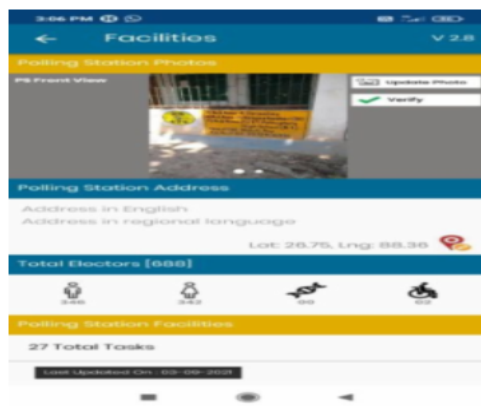 3:06 PM
Facilities V 2.8
Polling Station Photos
PS Front View
Update Photo
Verify
Polling Station Address
Address in English
Address in regional language
Lat: 26.75, Lng: 88.36
Total Electors [688]
346 342 00 02
Polling Station Facilities
27 Total Tasks
Last Updated On : 02-09-2021